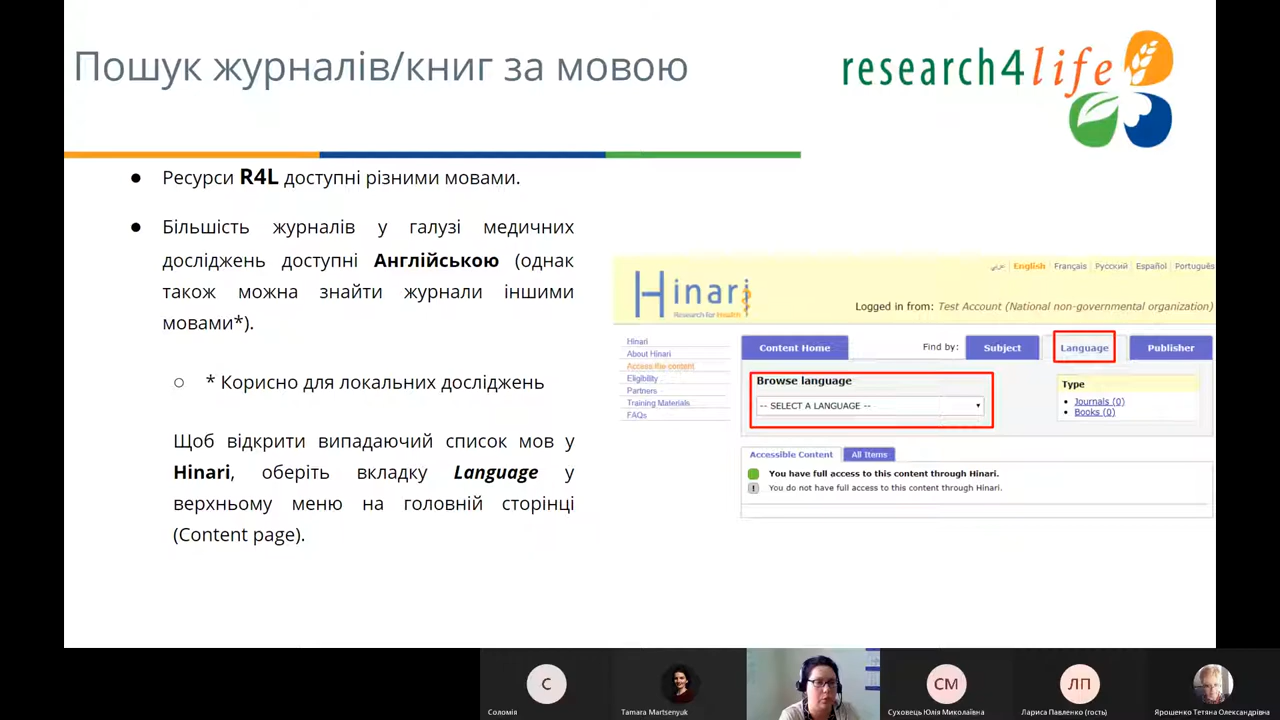 Пошук журналів/книг за мовою
research4life
● Ресурси R4L доступні різними мовами.
● Більшість журналів у галузі медичних
досліджень доступні Англійською (однак
також можна знайти журнали іншими
мовами*).
○ * Корисно для локальних досліджень
Щоб відкрити випадаючий список мов у
Hinari, оберіть вкладку Language у
верхньому меню на головній сторінці
(Content page).
عربي English Français Русский Español Português
Hinari
Research for Health
Logged in from: Test Account (National non-governmental organization)
Hinari
About Hinari
Access the content
Eligibility
Partners
Training Materials
FAQs
Content Home Find by: Subject Language Publisher
Browse language
-- SELECT A LANGUAGE --
Type
Journals (0)
Books (0)
Accessible Content All Items
You have full access to this content through Hinari.
! You do not have full access to this content through Hinari.
С СМ ЛП
Соломія Tamara Martsenyuk Суховець Юлія Миколаївна Лариса Павленко (гость) Ярошенко Тетяна Олександрівна